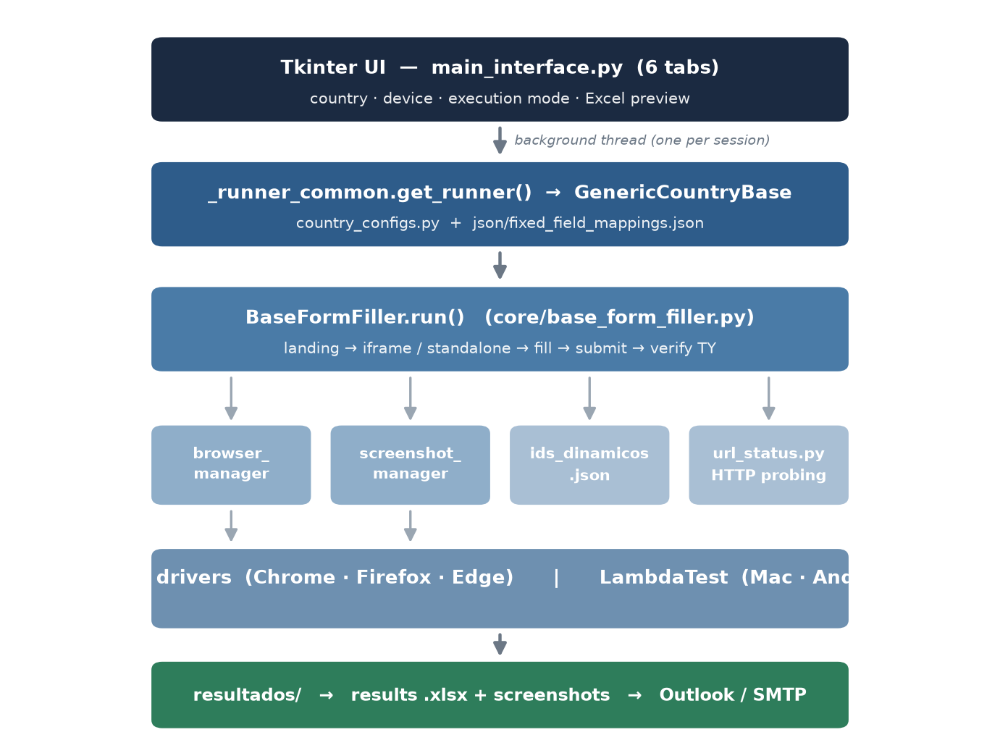 Tkinter UI — main_interface.py (6 tabs)
country · device · execution mode · Excel preview
background thread (one per session)
_runner_common.get_runner() → GenericCountryBase
country_configs.py + json/fixed_field_mappings.json
BaseFormFiller.run() (core/base_form_filler.py)
landing → iframe / standalone → fill → submit → verify TY
browser_
manager
screenshot_
manager
ids_dinamicos
.json
url_status.py
HTTP probing
drivers (Chrome · Firefox · Edge) | LambdaTest (Mac ·
resultados/ → results .xlsx + screenshots → Outlook / SMTP